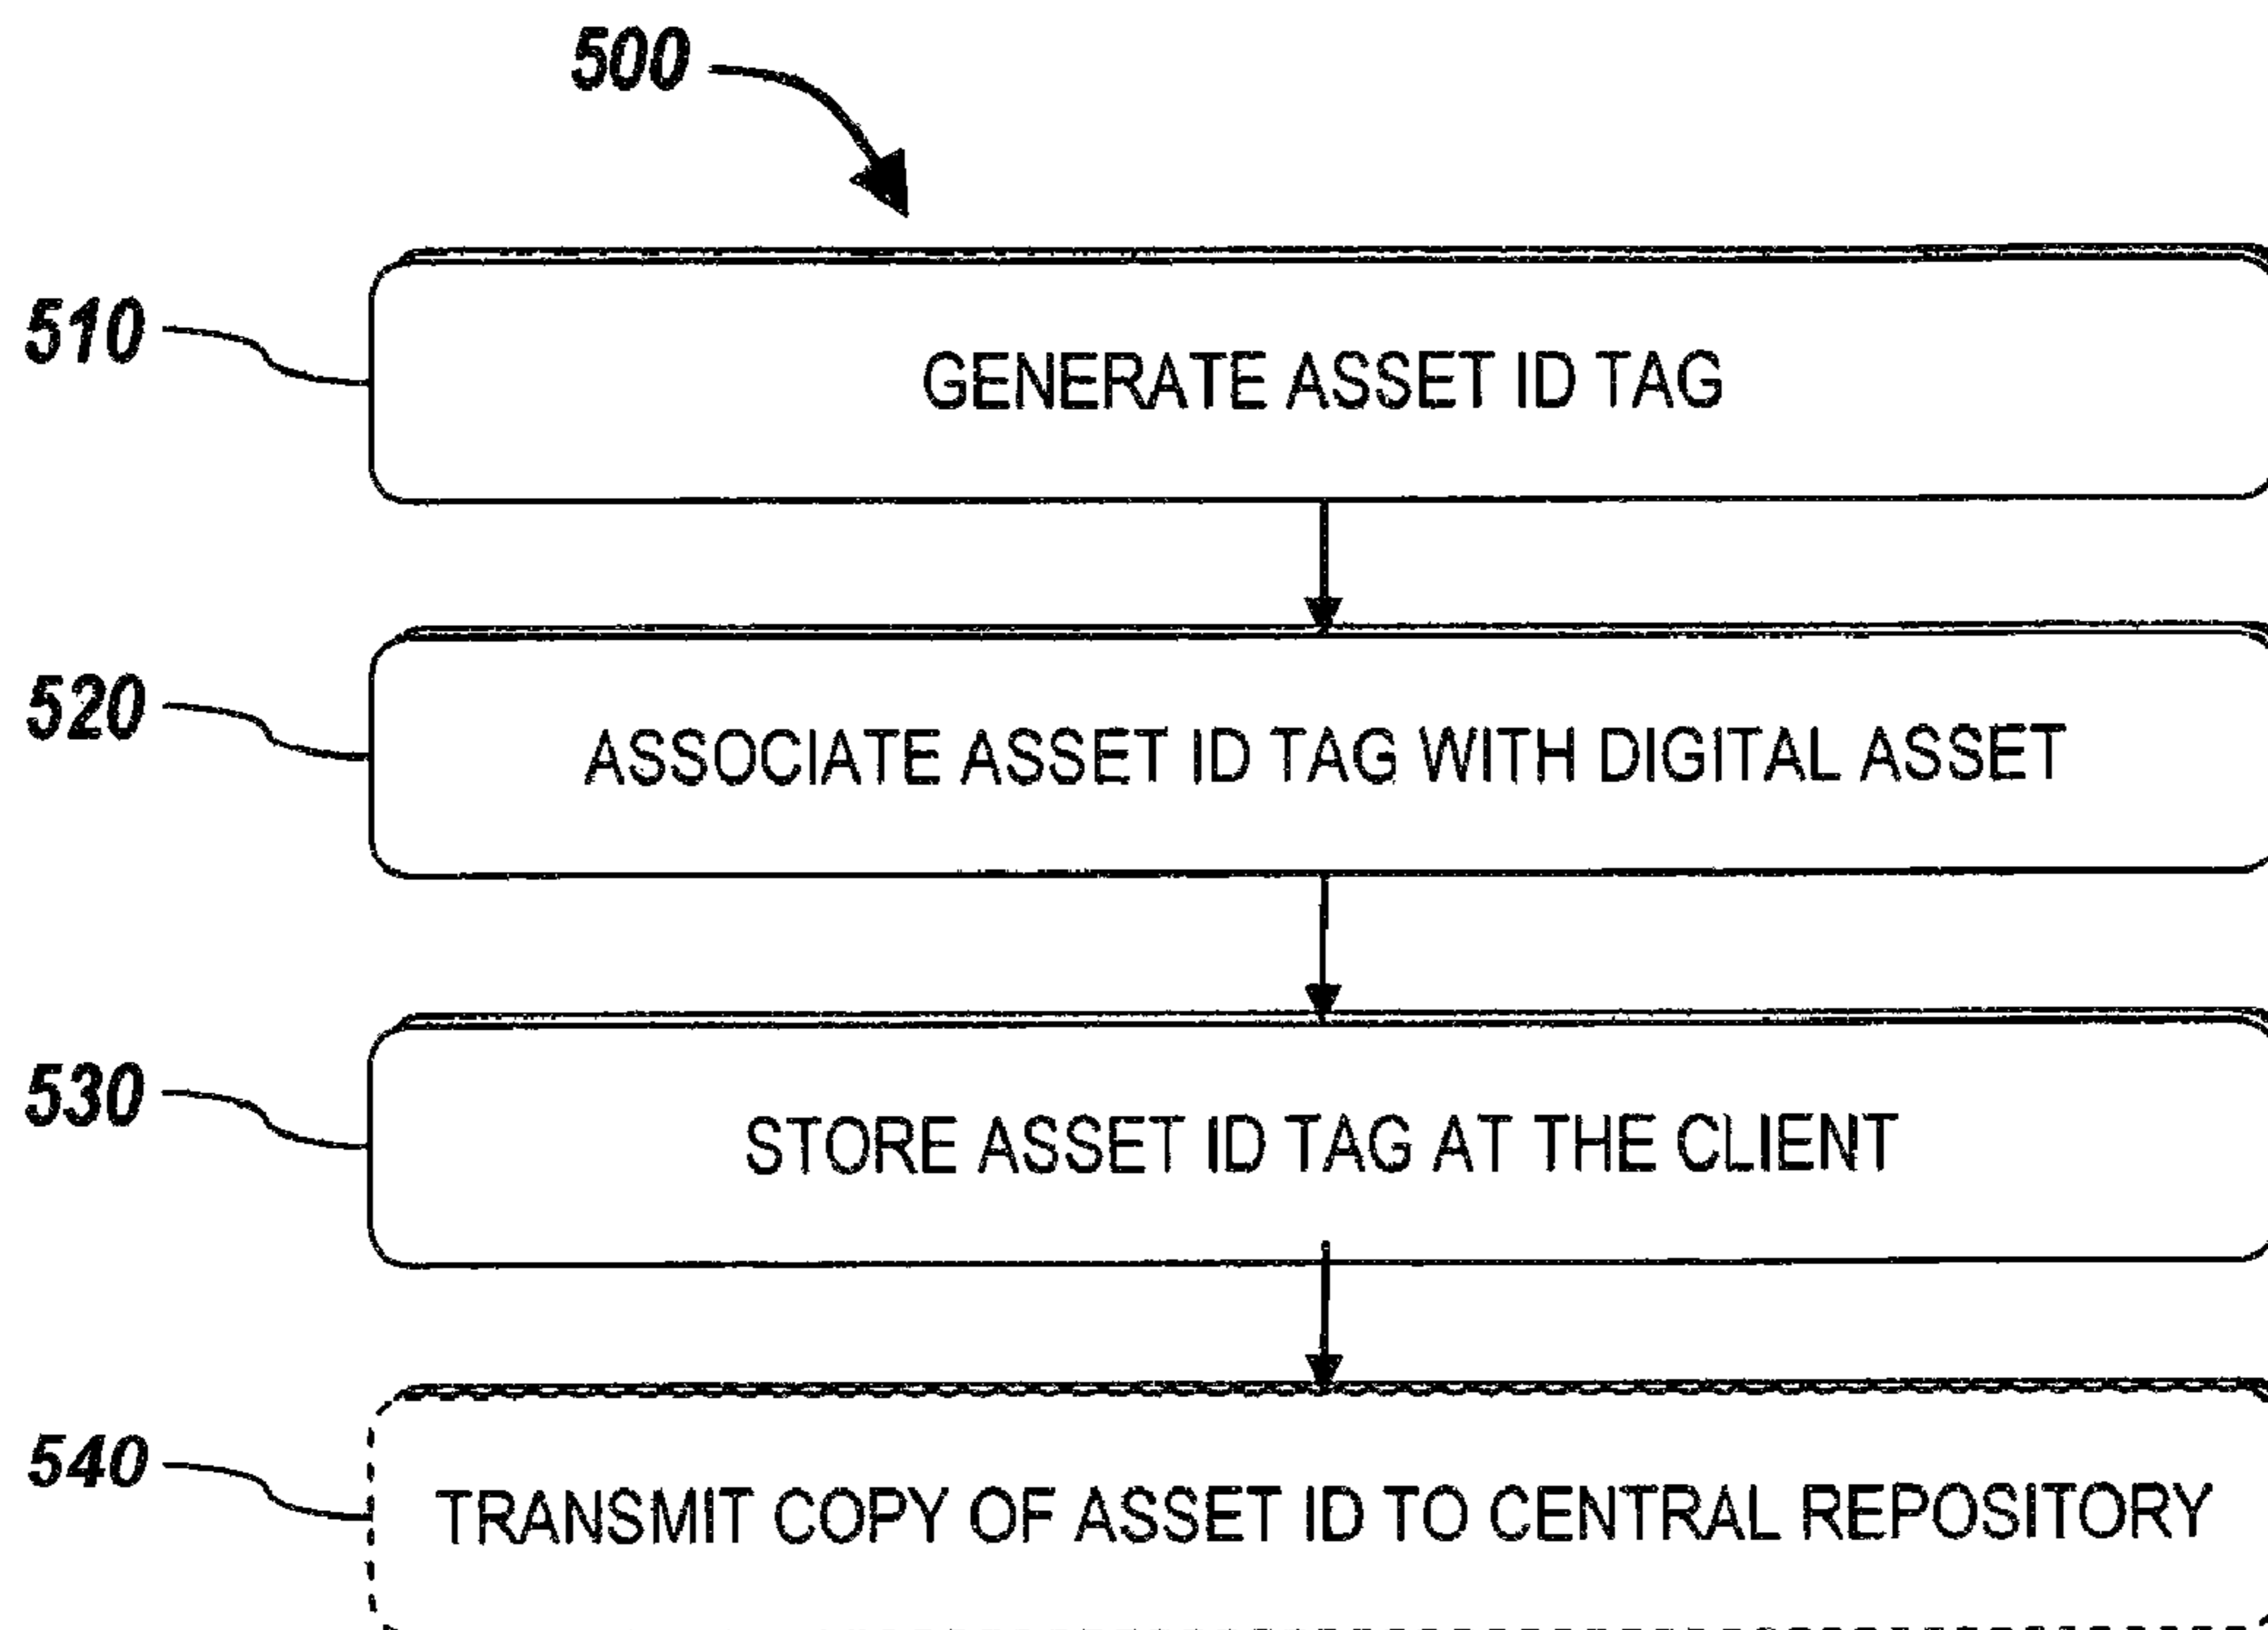 500
510
GENERATE ASSET ID TAG
520
ASSOCIATE ASSET ID TAG WITH DIGITAL ASSET
530
STORE ASSET ID TAG AT THE CLIENT
540
TRANSMIT COPY OF ASSET ID TO CENTRAL REPOSITORY